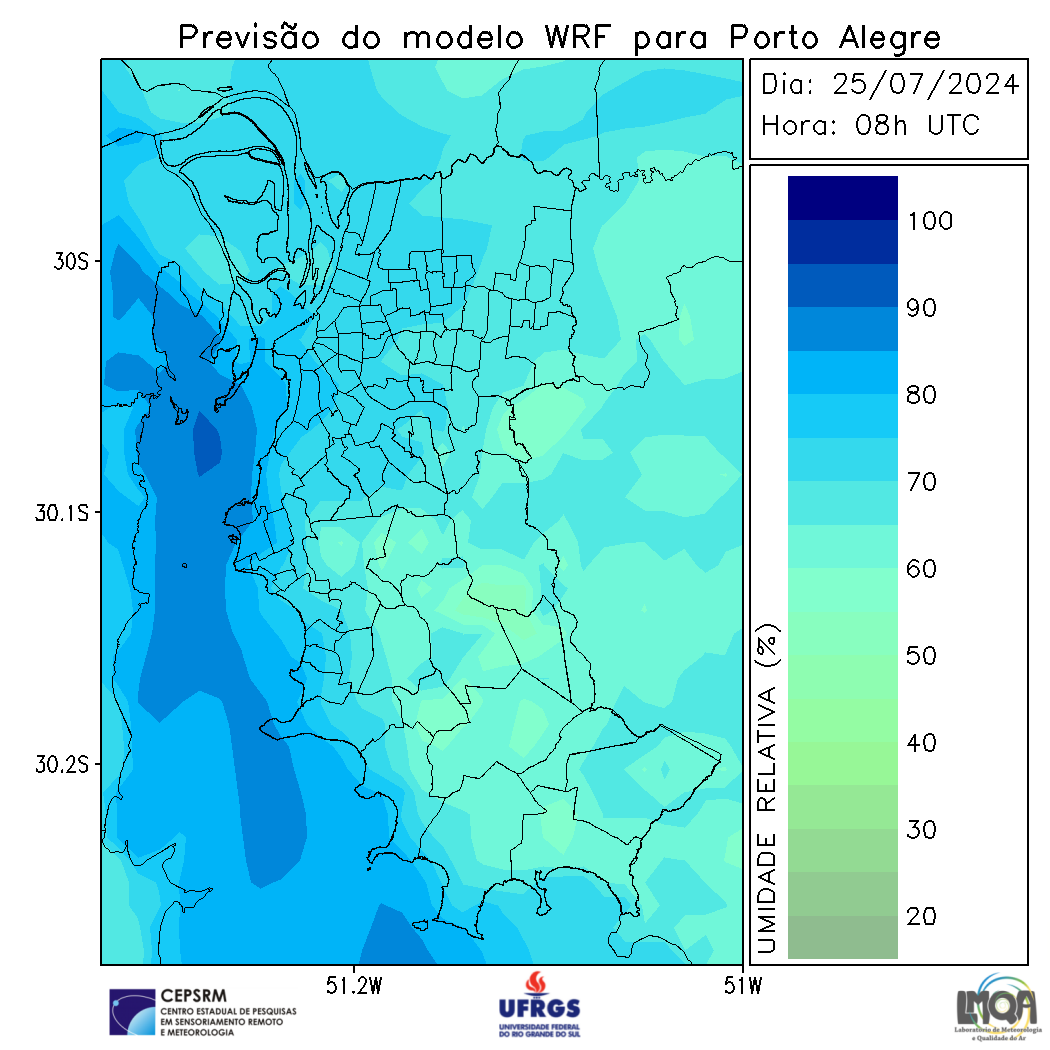 Previsão do modelo WRF para Porto Alegre
Dia: 25/07/2024
Hora: 08h UTC
30S
30.1S
30.2S
51.2W
51W
UMIDADE RELATIVA (%)
100
90
80
70
60
50
40
30
20
CEPSRM
CENTRO ESTADUAL DE PESQUISAS
EM SENSORIAMENTO REMOTO
E METEOROLOGIA
UFRGS
UNIVERSIDADE FEDERAL
DO RIO GRANDE DO SUL
LMQA
Laboratório de Meteorologia
e Qualidade do Ar